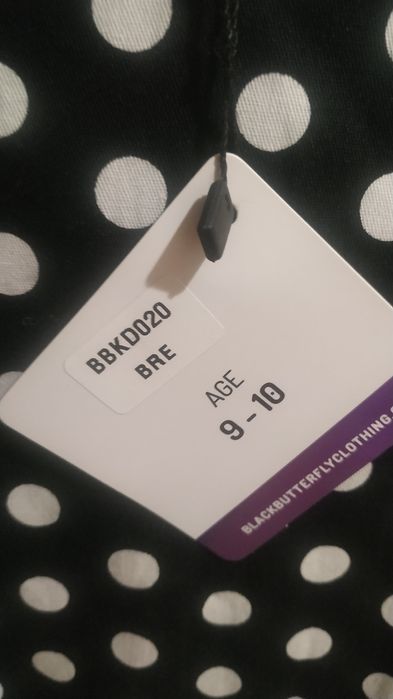 BBKD020
BRE
AGE
9 - 10
BLACKBUTTERFLYCLOTHING.